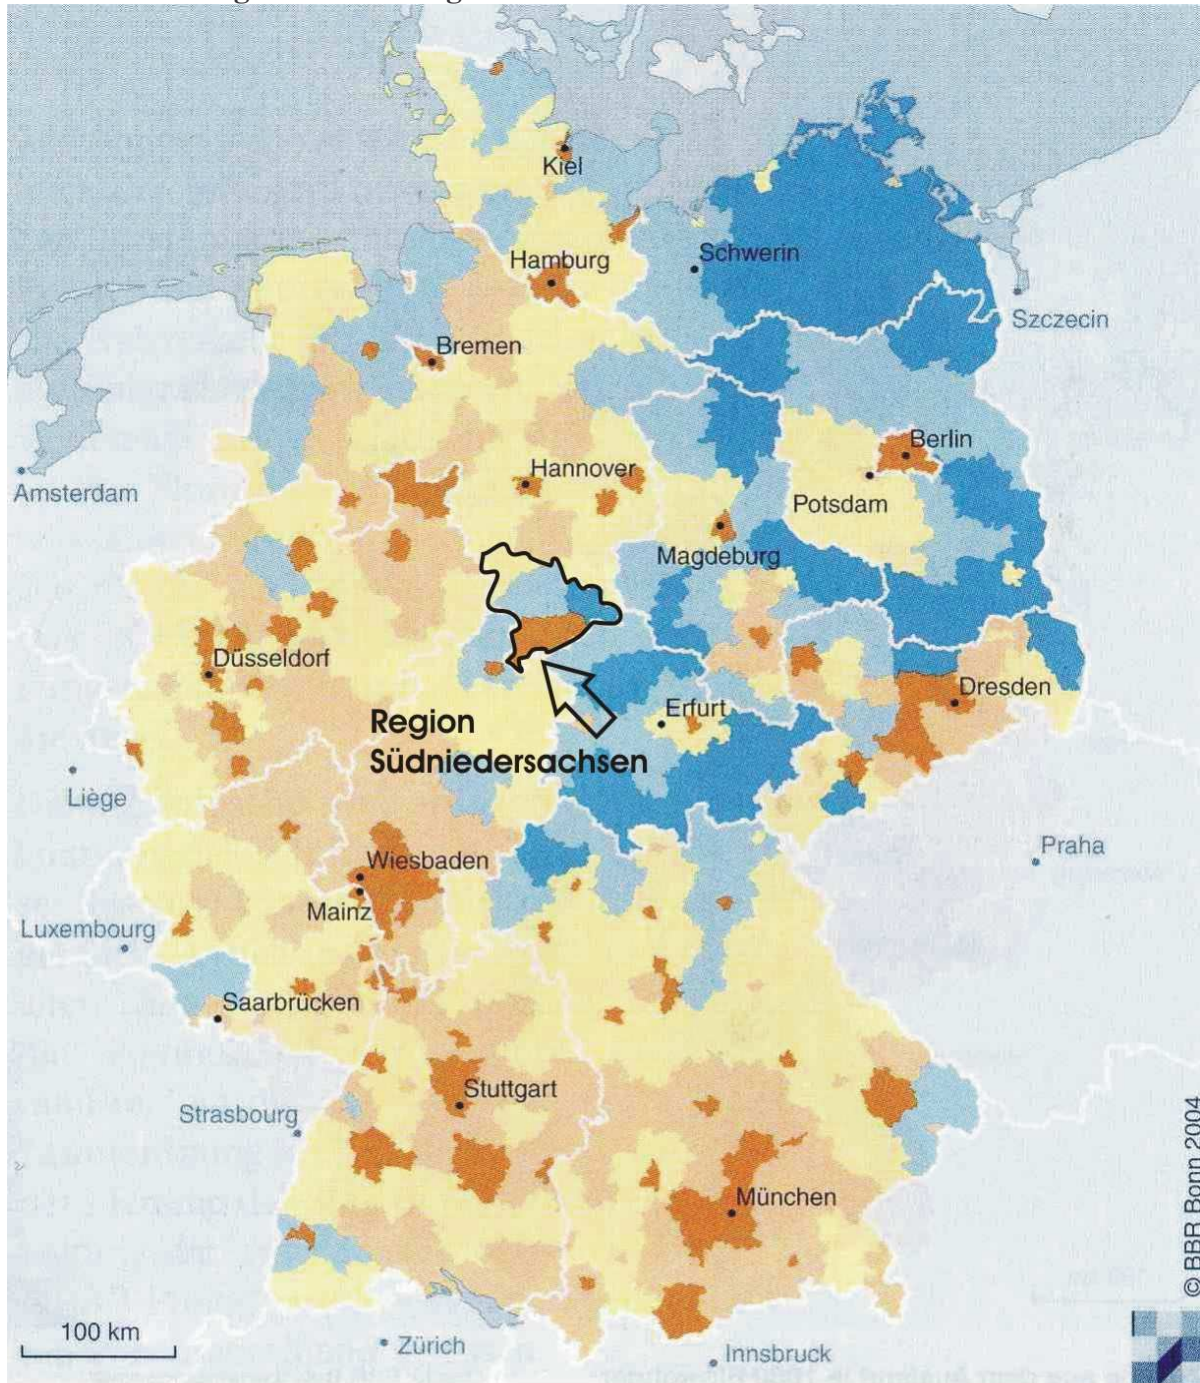 Kiel
Hamburg
Schwerin
Szczecin
Bremen
Berlin
Hannover
Amsterdam
Potsdam
Magdeburg
Düsseldorf
Dresden
Erfurt
Region
Südniedersachsen
Liège
Praha
Wiesbaden
Mainz
Luxembourg
Saarbrücken
Stuttgart
Strasbourg
München
© BBR Bonn 2004
100 km
Zürich
Innsbruck